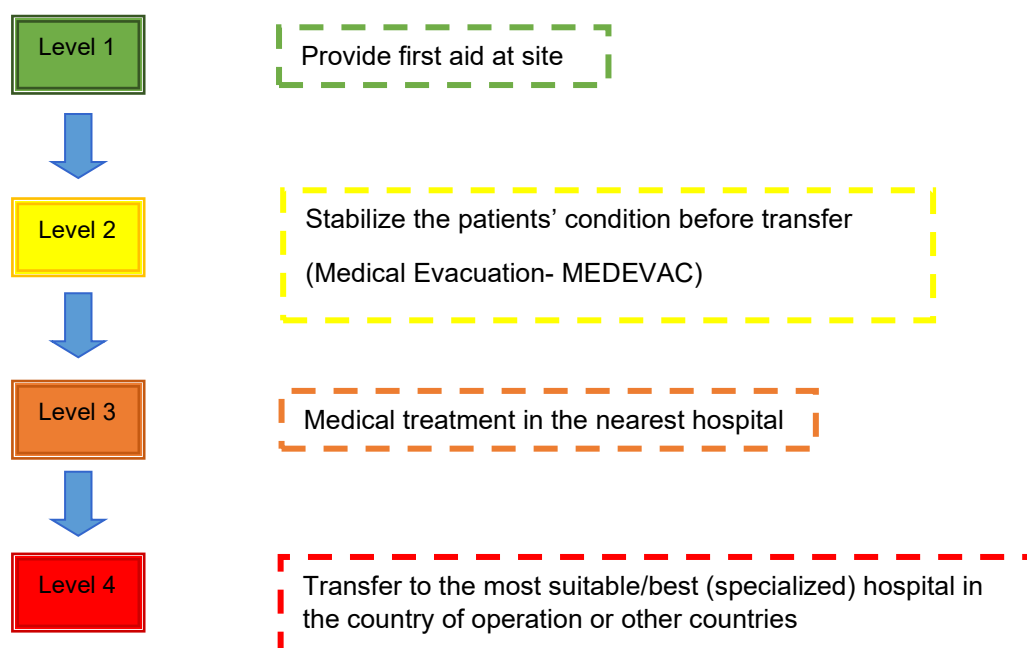 Level 1
Provide first aid at site
Level 2
Stabilize the patients’ condition before transfer
(Medical Evacuation- MEDEVAC)
Level 3
Medical treatment in the nearest hospital
Level 4
Transfer to the most suitable/best (specialized) hospital in
the country of operation or other countries